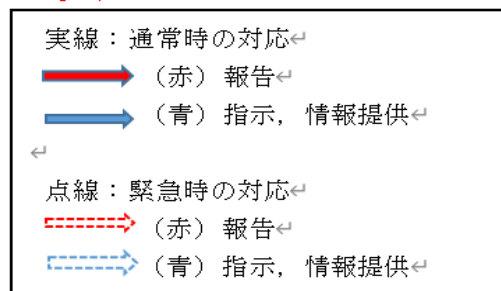 実線：通常時の対応↵
（赤）報告↵
（青）指示，情報提供↵
↵
点線：緊急時の対応↵
（赤）報告↵
（青）指示，情報提供↵